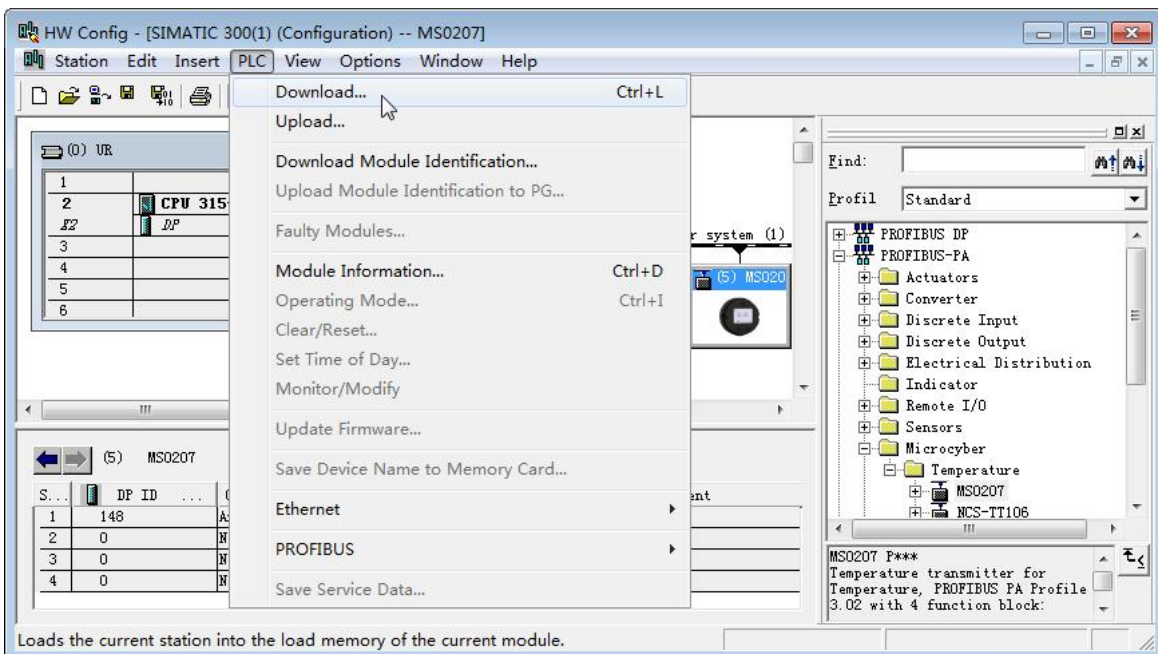 HW Config - [SIMATIC 300(1) (Configuration) -- MS0207]
Station Edit Insert PLC View Options Window Help
Download... Ctrl+L
Upload...
Download Module Identification...
Upload Module Identification to PG...
Faulty Modules...
Module Information... Ctrl+D
Operating Mode... Ctrl+I
Clear/Reset...
Set Time of Day...
Monitor/Modify
Update Firmware...
Save Device Name to Memory Card...
Ethernet
PROFIBUS
Save Service Data...
(0) UR
1
2 CPU 315-
X2 DP
3
4
5
6
r system (1)
(5) MS020
(5) MS0207
S... DP ID ... nt
1 148 A
2 0 N
3 0 N
4 0 N
Find:
Profil Standard
PROFIBUS DP
PROFIBUS-PA
Actuators
Converter
Discrete Input
Discrete Output
Electrical Distribution
Indicator
Remote I/O
Sensors
Microcyber
Temperature
MS0207
NCS-TT106
MS0207 P***
Temperature transmitter for
Temperature, PROFIBUS PA Profile
3.02 with 4 function block:
Loads the current station into the load memory of the current module.